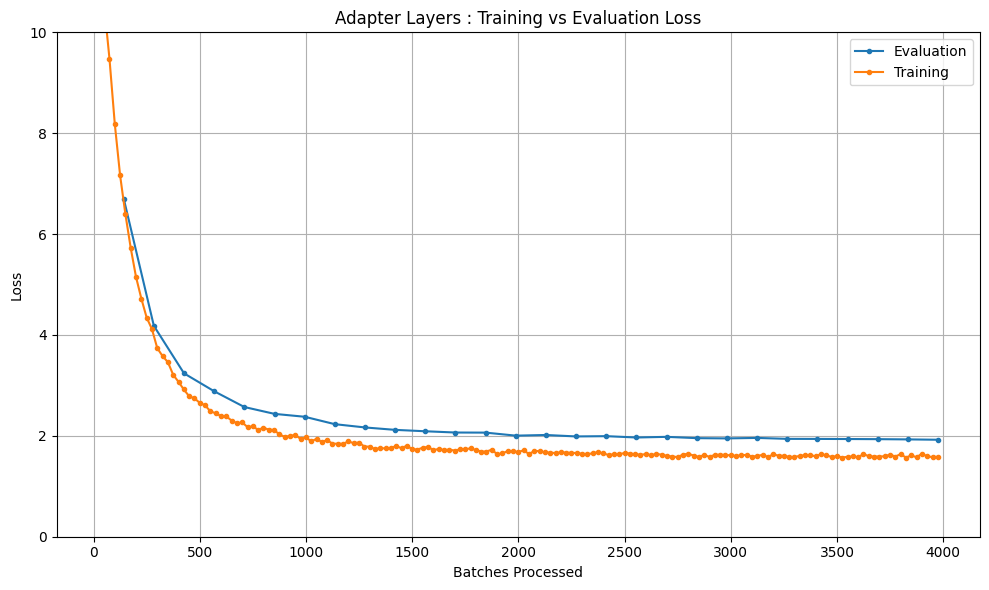 Adapter Layers : Training vs Evaluation Loss
Evaluation
Training
Loss
10
8
6
4
2
0
0 500 1000 1500 2000 2500 3000 3500 4000
Batches Processed